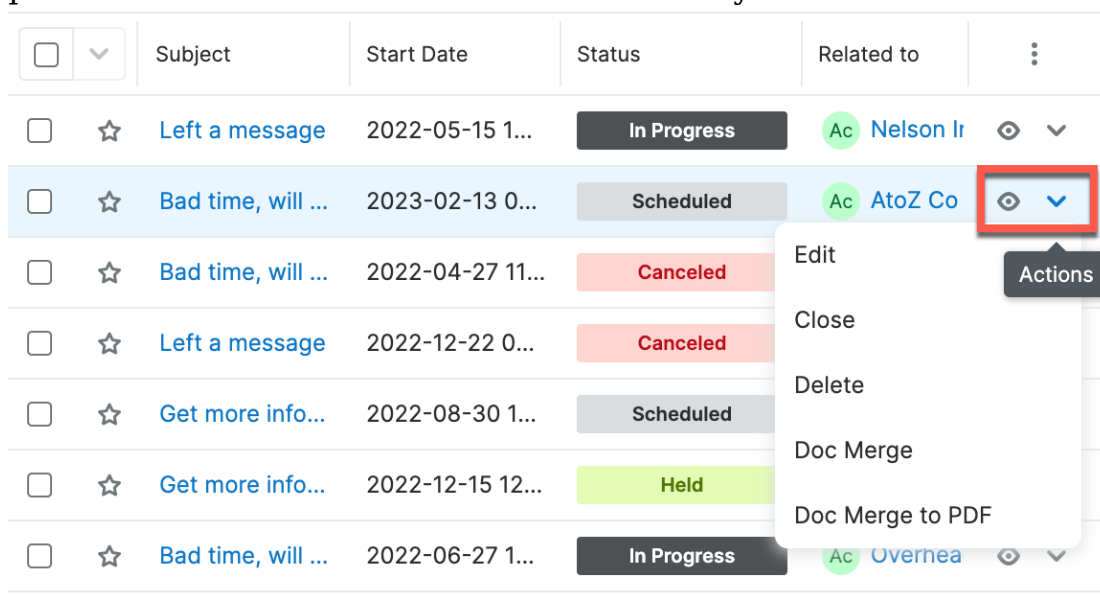 Subject Start Date Status Related to
Left a message 2022-05-15 1... In Progress Ac Nelson
Bad time, will ... 2023-02-13 0... Scheduled Ac AtoZ Co
Bad time, will ... 2022-04-27 11... Canceled
Left a message 2022-12-22 0... Canceled
Get more info... 2022-08-30 1... Scheduled
Get more info... 2022-12-15 12... Held
Bad time, will ... 2022-06-27 1... In Progress Ac Overhea
Edit
Actions
Close
Delete
Doc Merge
Doc Merge to PDF